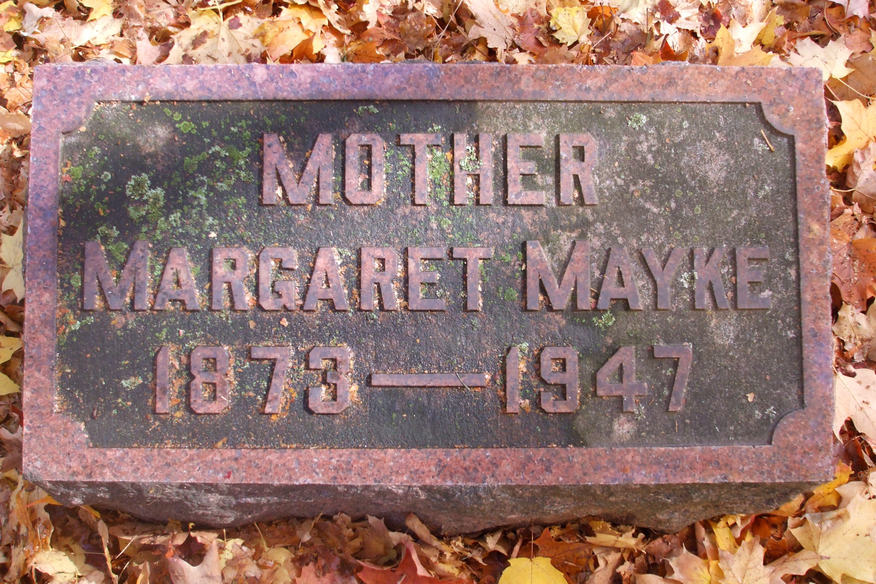 MOTHER
MARGARET MAYKE
1873 — 1947